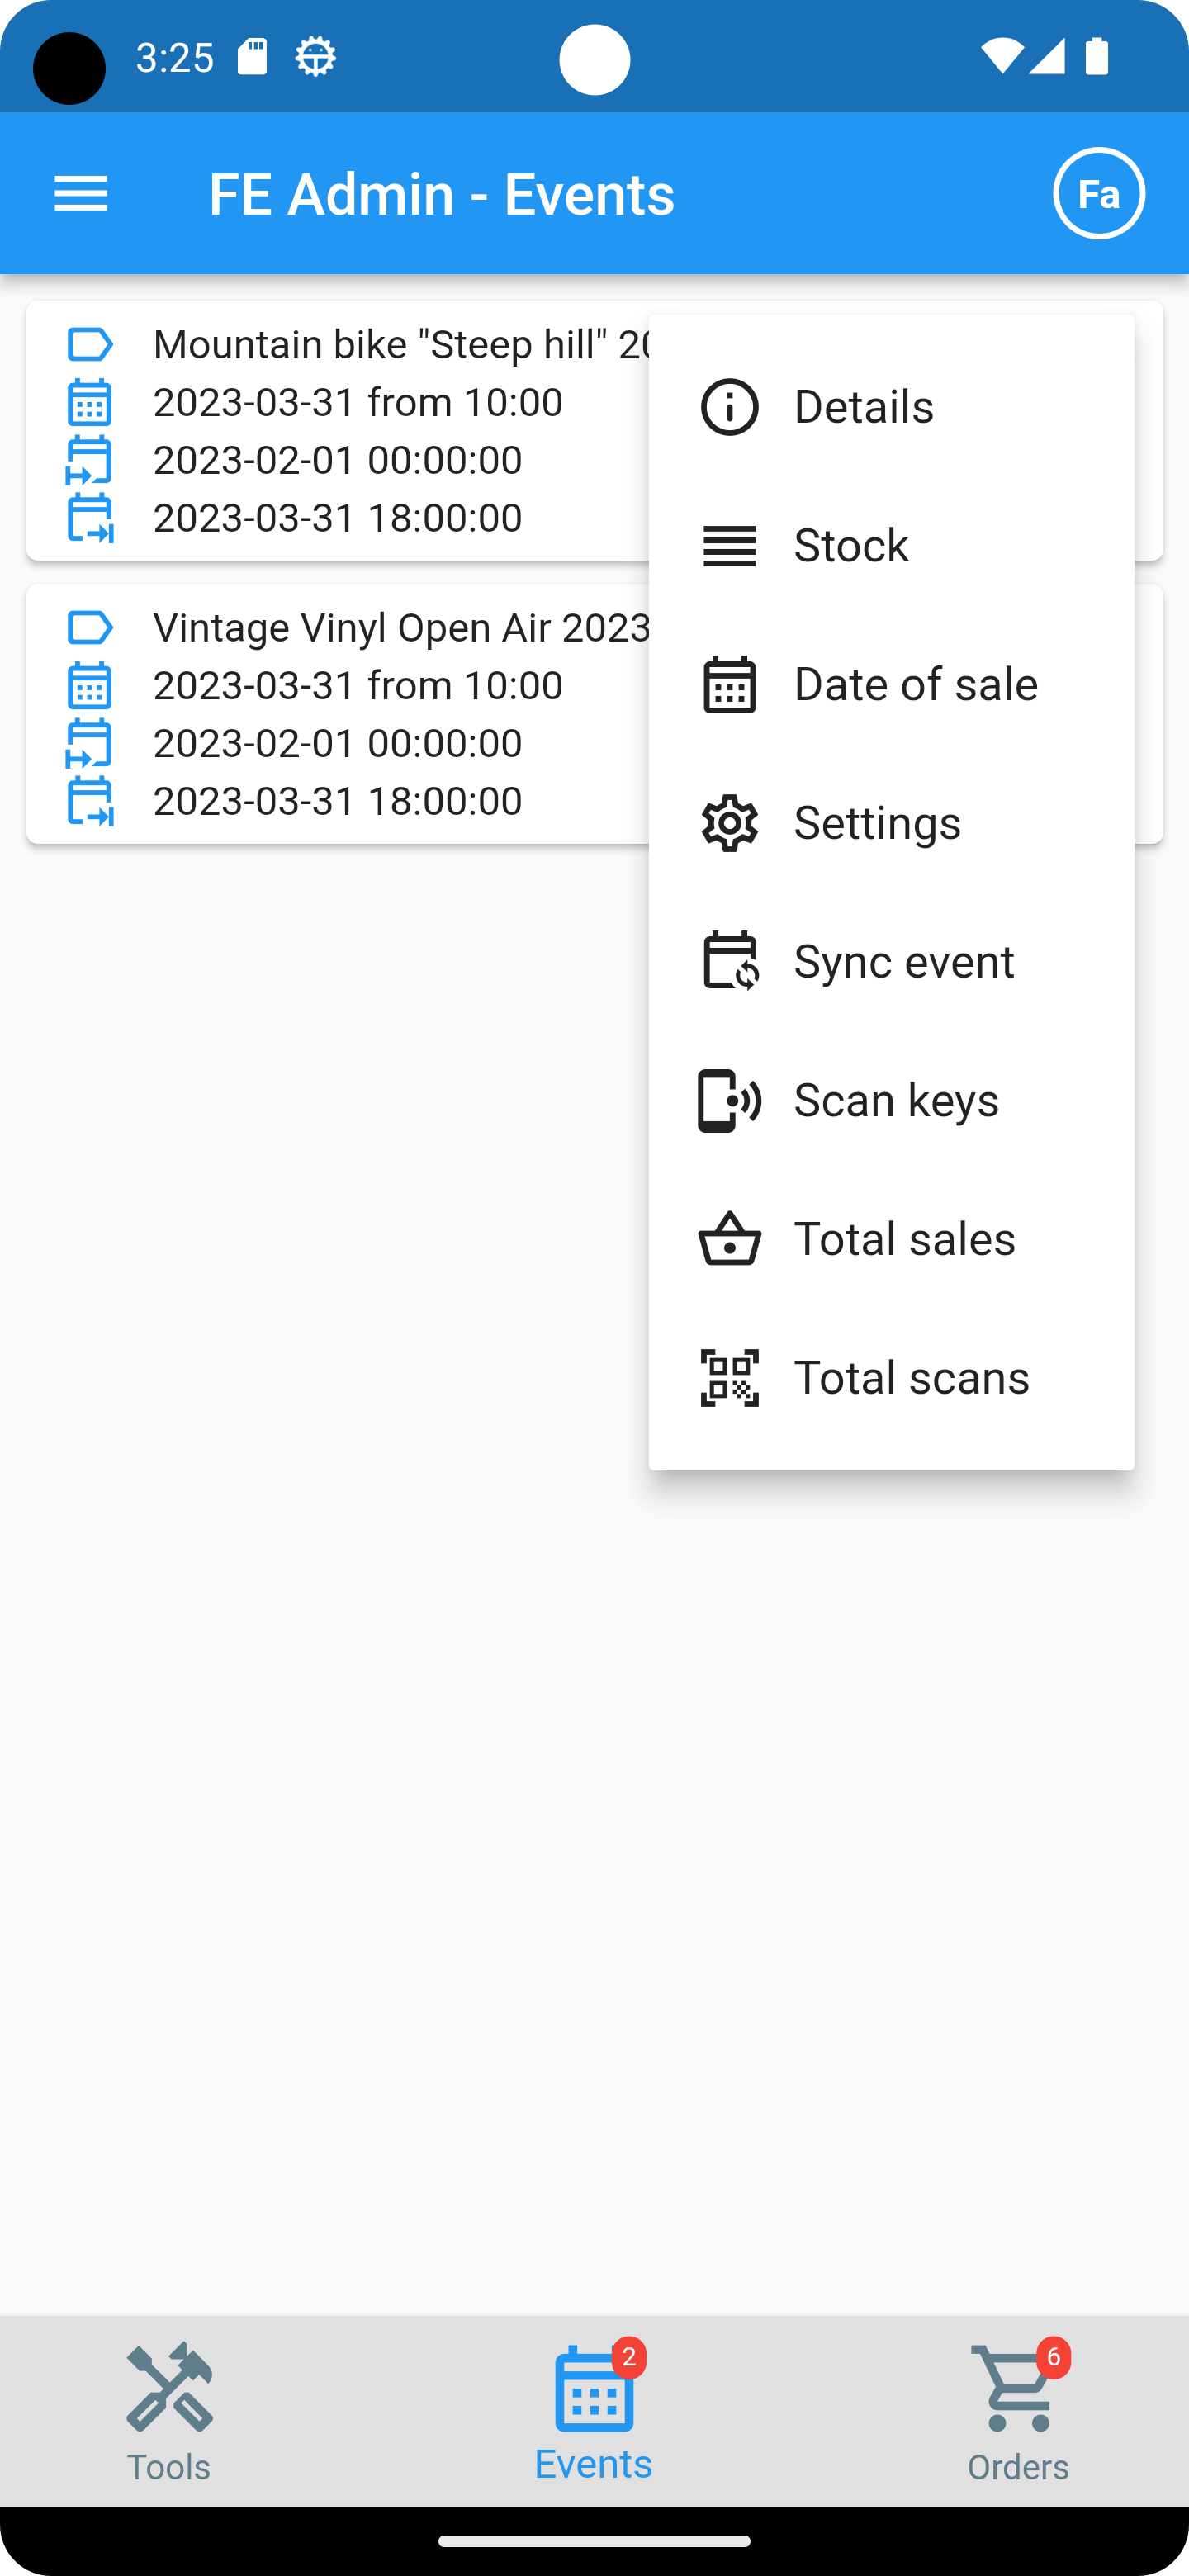 3:25
FE Admin - Events
Fa
Mountain bike "Steep hill"
2023-03-31 from 10:00
2023-02-01 00:00:00
2023-03-31 18:00:00
Vintage Vinyl Open Air 2023
2023-03-31 from 10:00
2023-02-01 00:00:00
2023-03-31 18:00:00
Details
Stock
Date of sale
Settings
Sync event
Scan keys
Total sales
Total scans
2
6
Tools
Events
Orders